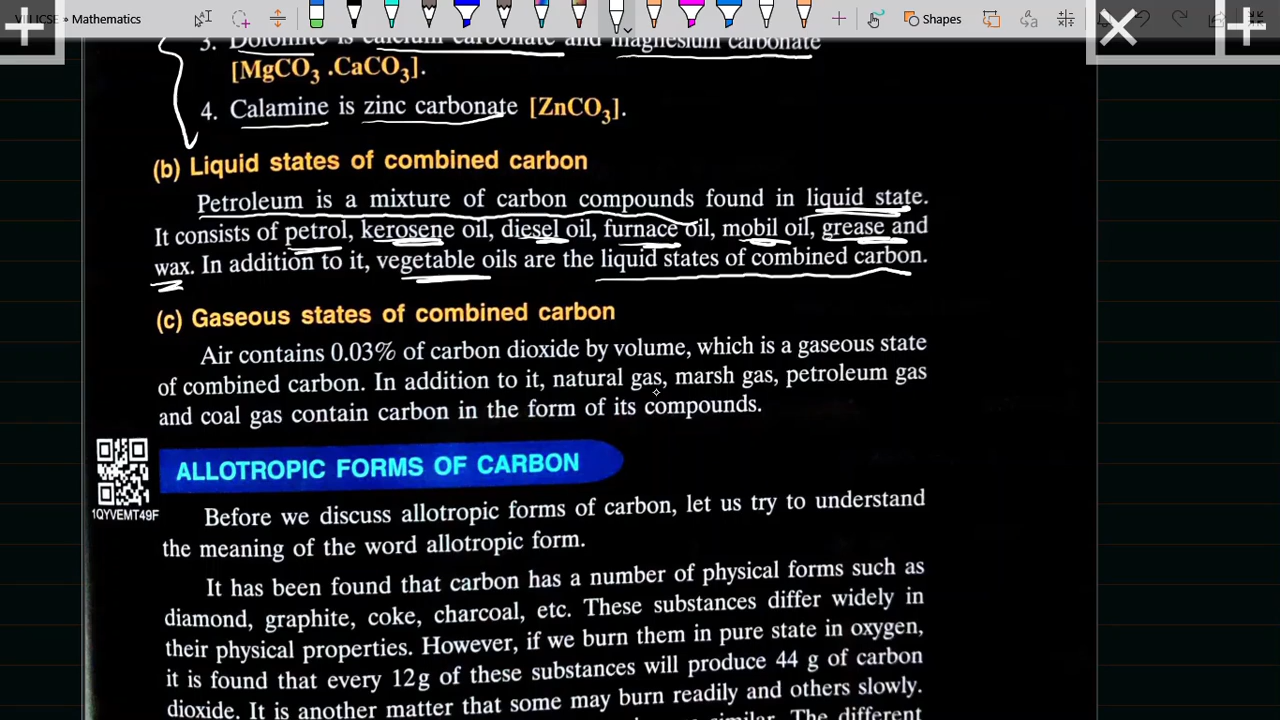 VIII ICSE - Mathematics
Shapes
3. Dolomite is calcium carbonate and magnesium carbonate
[MgCO3 .CaCO3].
4. Calamine is zinc carbonate [ZnCO3].
(b) Liquid states of combined carbon
Petroleum is a mixture of carbon compounds found in liquid state.
It consists of petrol, kerosene oil, diesel oil, furnace oil, mobil oil, grease and
wax. In addition to it, vegetable oils are the liquid states of combined carbon.
(c) Gaseous states of combined carbon
Air contains 0.03% of carbon dioxide by volume, which is a gaseous state
of combined carbon. In addition to it, natural gas, marsh gas, petroleum gas
and coal gas contain carbon in the form of its compounds.
ALLOTROPIC FORMS OF CARBON
1QYVEMT49F
Before we discuss allotropic forms of carbon, let us try to understand
the meaning of the word allotropic form.
It has been found that carbon has a number of physical forms such as
diamond, graphite, coke, charcoal, etc. These substances differ widely in
their physical properties. However, if we burn them in pure state in oxygen,
it is found that every 12g of these substances will produce 44 g of carbon
dioxide. It is another matter that some may burn readily and others slowly.
similar. The different